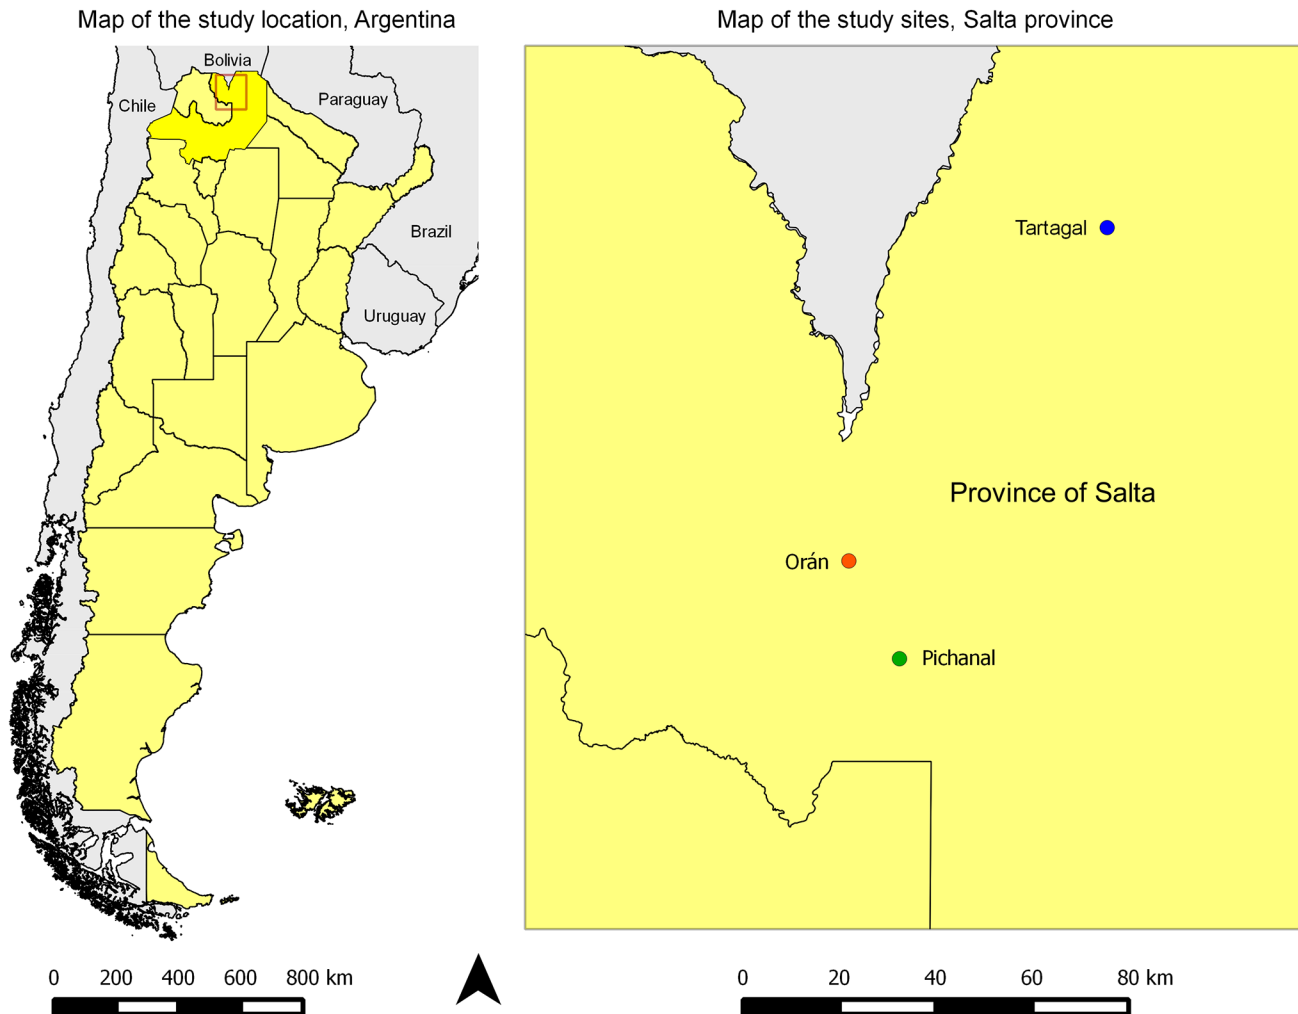 Map of the study location, Argentina
Map of the study sites, Salta province
Bolivia
Chile
Paraguay
Brazil
Uruguay
Tartagal
Province of Salta
Orán
Pichanal
0 200 400 600 800 km
0 20 40 60 80 km